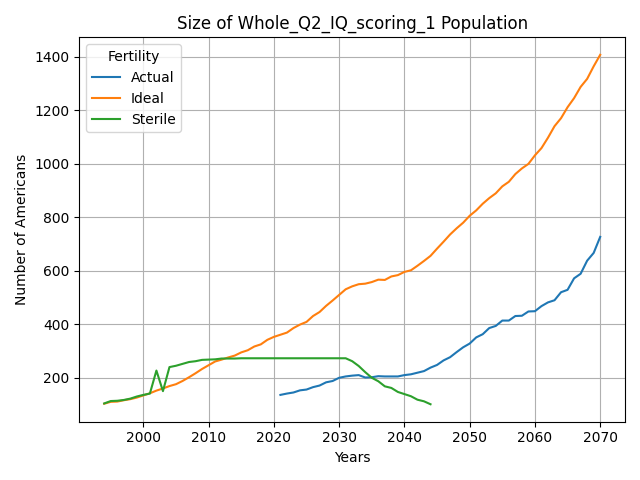 Size of Whole_Q2_IQ_scoring_1 Population
Fertility
Actual
Ideal
Sterile
Number of Americans
1400
1200
1000
800
600
400
200
2000
2010
2020
2030
2040
2050
2060
2070
Years